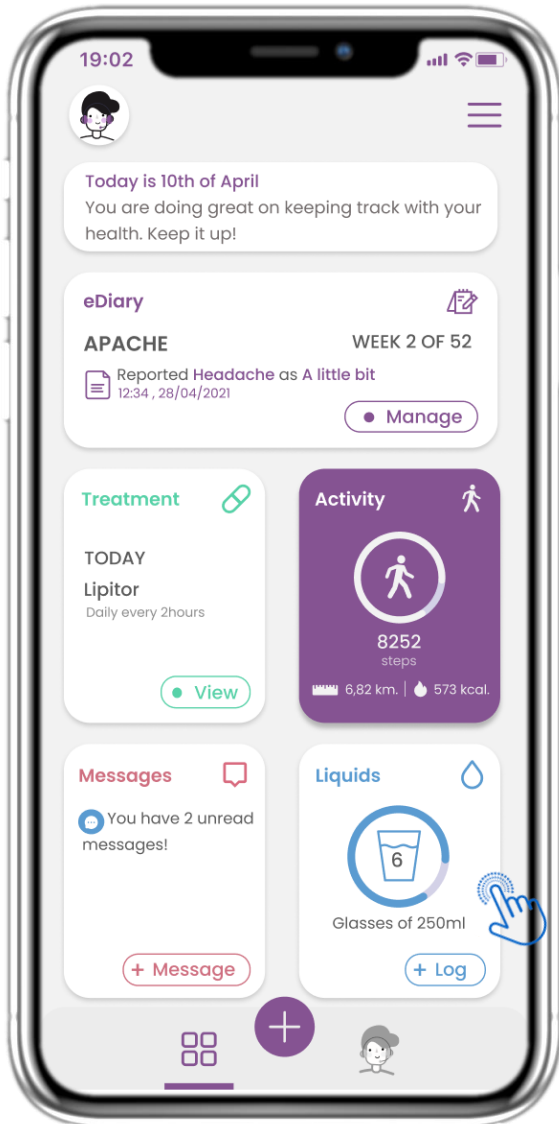 19:02
Today is 10th of April
You are doing great on keeping track with your
health. Keep it up!
eDiary
APACHE
WEEK 2 OF 52
Reported Headache as A little bit
12:34 , 28/04/2021
Manage
Treatment
TODAY
Lipitor
Daily every 2hours
View
Activity
8252
steps
6,82 km. | 573 kcal.
Messages
You have 2 unread
messages!
+ Message
Liquids
6
Glasses of 250ml
+ Log